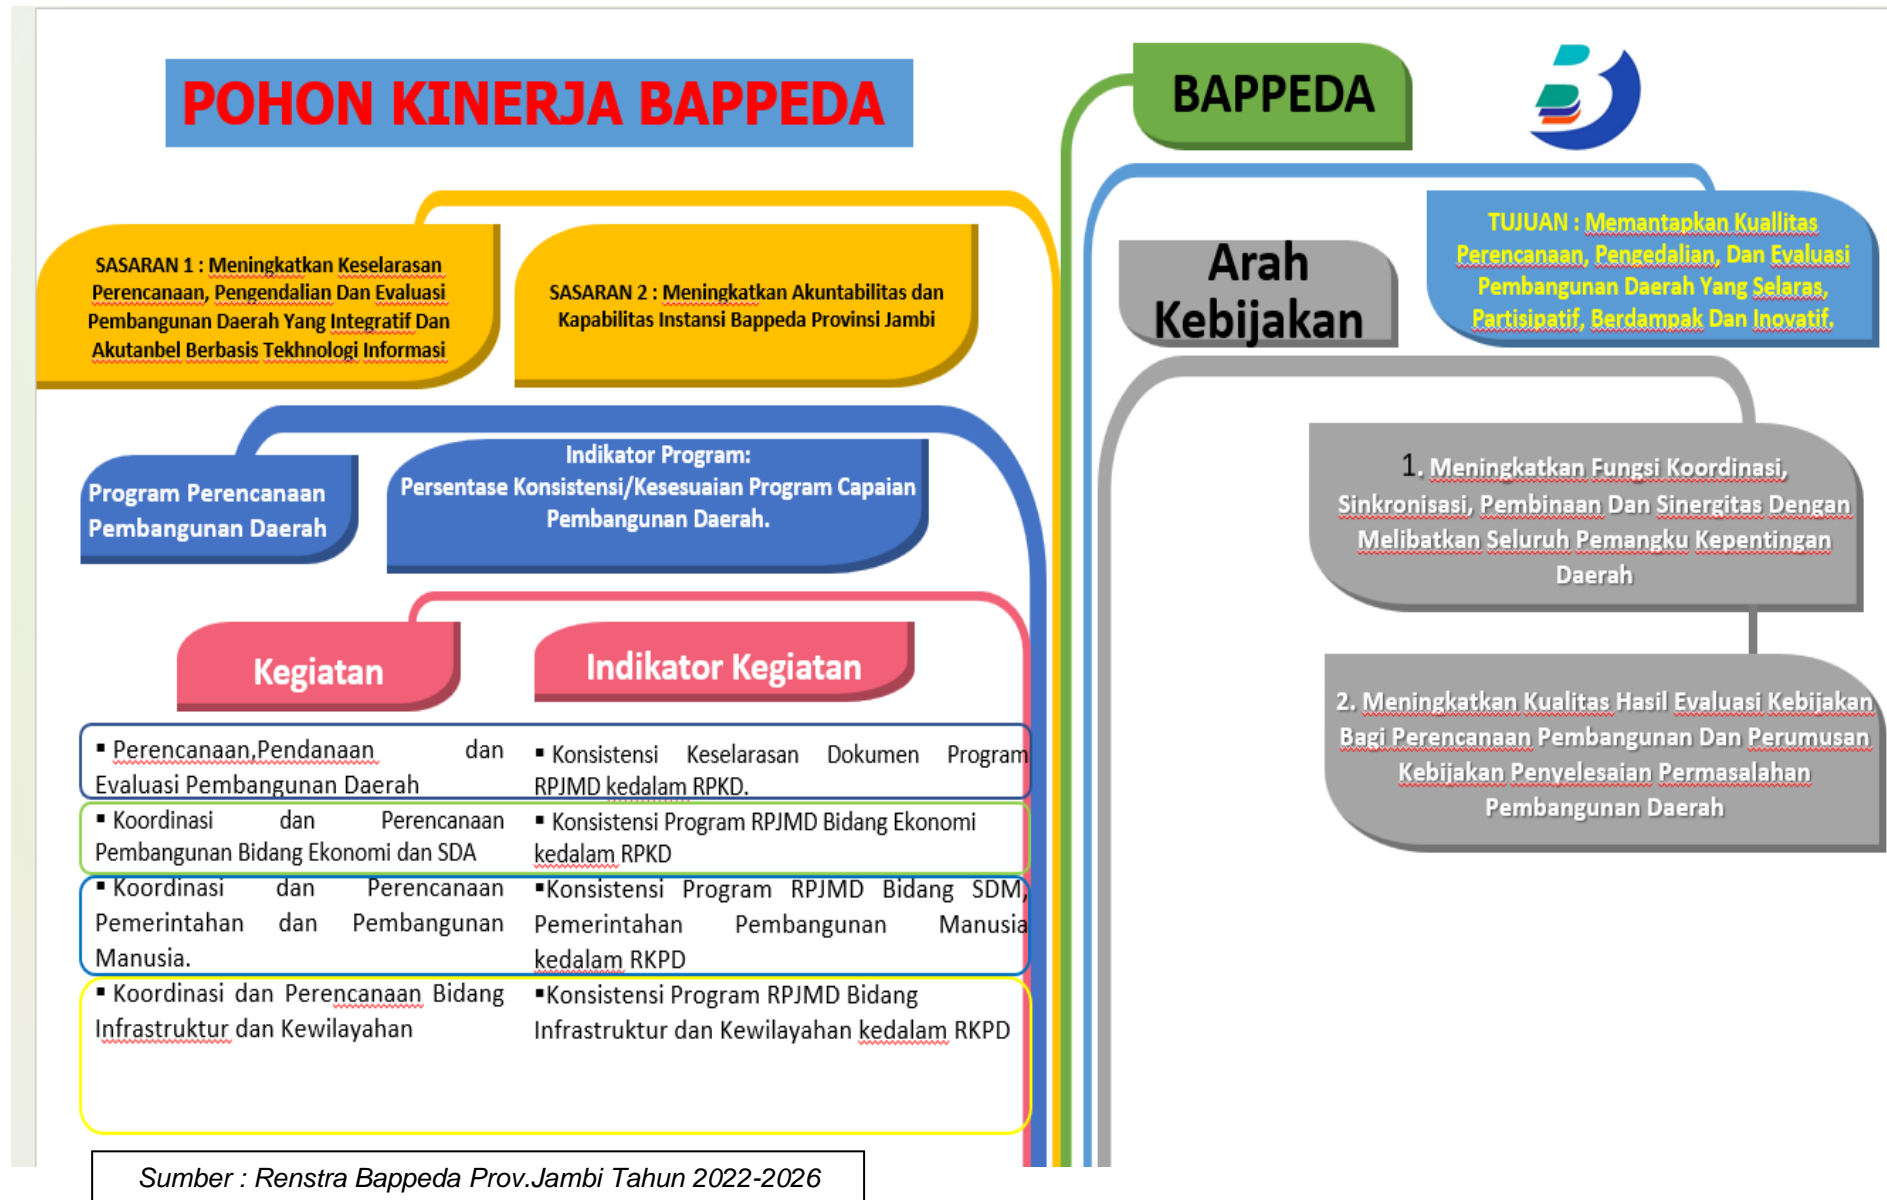 POHON KINERJA BAPPEDA
BAPPEDA
SASARAN 1 : Meningkatkan Keselarasan
Perencanaan, Pengendalian Dan Evaluasi
Pembangunan Daerah Yang Integratif Dan
Akutanbel Berbasis Tekhnologi Informasi
SASARAN 2 : Meningkatkan Akuntabilitas dan
Kapabilitas Instansi Bappeda Provinsi Jambi
Arah
Kebijakan
TUJUAN : Memantapkan Kuallitas
Perencanaan, Pengedalian, Dan Evaluasi
Pembangunan Daerah Yang Selaras,
Partisipatif, Berdampak Dan Inovatif.
Program Perencanaan
Pembangunan Daerah
Indikator Program:
Persentase Konsistensi/Kesesuaian Program Capaian
Pembangunan Daerah.
1. Meningkatkan Fungsi Koordinasi,
Sinkronisasi, Pembinaan Dan Sinergitas Dengan
Melibatkan Seluruh Pemangku Kepentingan
Daerah
2. Meningkatkan Kualitas Hasil Evaluasi Kebijakan
Bagi Perencanaan Pembangunan Dan Perumusan
Kebijakan Penyelesaian Permasalahan
Pembangunan Daerah
Kegiatan
Indikator Kegiatan
▪ Perencanaan,Pendanaan dan
Evaluasi Pembangunan Daerah
▪ Konsistensi Keselarasan Dokumen Program
RPJMD kedalam RPKD.
▪ Koordinasi dan Perencanaan
Pembangunan Bidang Ekonomi dan SDA
▪ Konsistensi Program RPJMD Bidang Ekonomi
kedalam RPKD
▪ Koordinasi dan Perencanaan
Pemerintahan dan Pembangunan
Manusia.
▪Konsistensi Program RPJMD Bidang SDM,
Pemerintahan Pembangunan Manusia
kedalam RKPD
▪ Koordinasi dan Perencanaan Bidang
Infrastruktur dan Kewilayahan
▪Konsistensi Program RPJMD Bidang
Infrastruktur dan Kewilayahan kedalam RKPD
Sumber : Renstra Bappeda Prov.Jambi Tahun 2022-2026